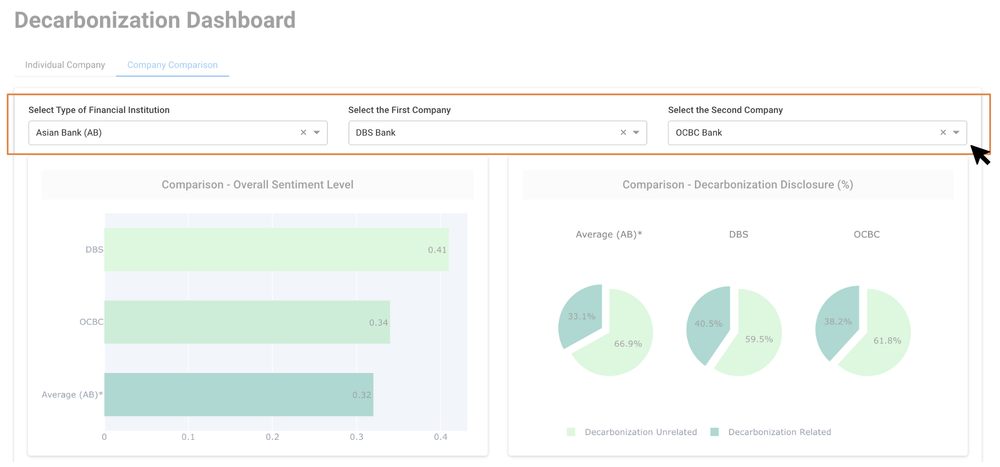 Decarbonization Dashboard
Individual Company
Company Comparison
Select Type of Financial Institution
Select the First Company
Select the Second Company
Asian Bank (AB)
DBS Bank
OCBC Bank
Comparison - Overall Sentiment Level
DBS
0.41
OCBC
0.34
Average (AB)*
0.32
0 0.1 0.2 0.3 0.4
Comparison - Decarbonization Disclosure (%)
Average (AB)*
DBS
OCBC
33.1%
66.9%
40.5%
59.5%
38.2%
61.8%
Decarbonization Unrelated
Decarbonization Related